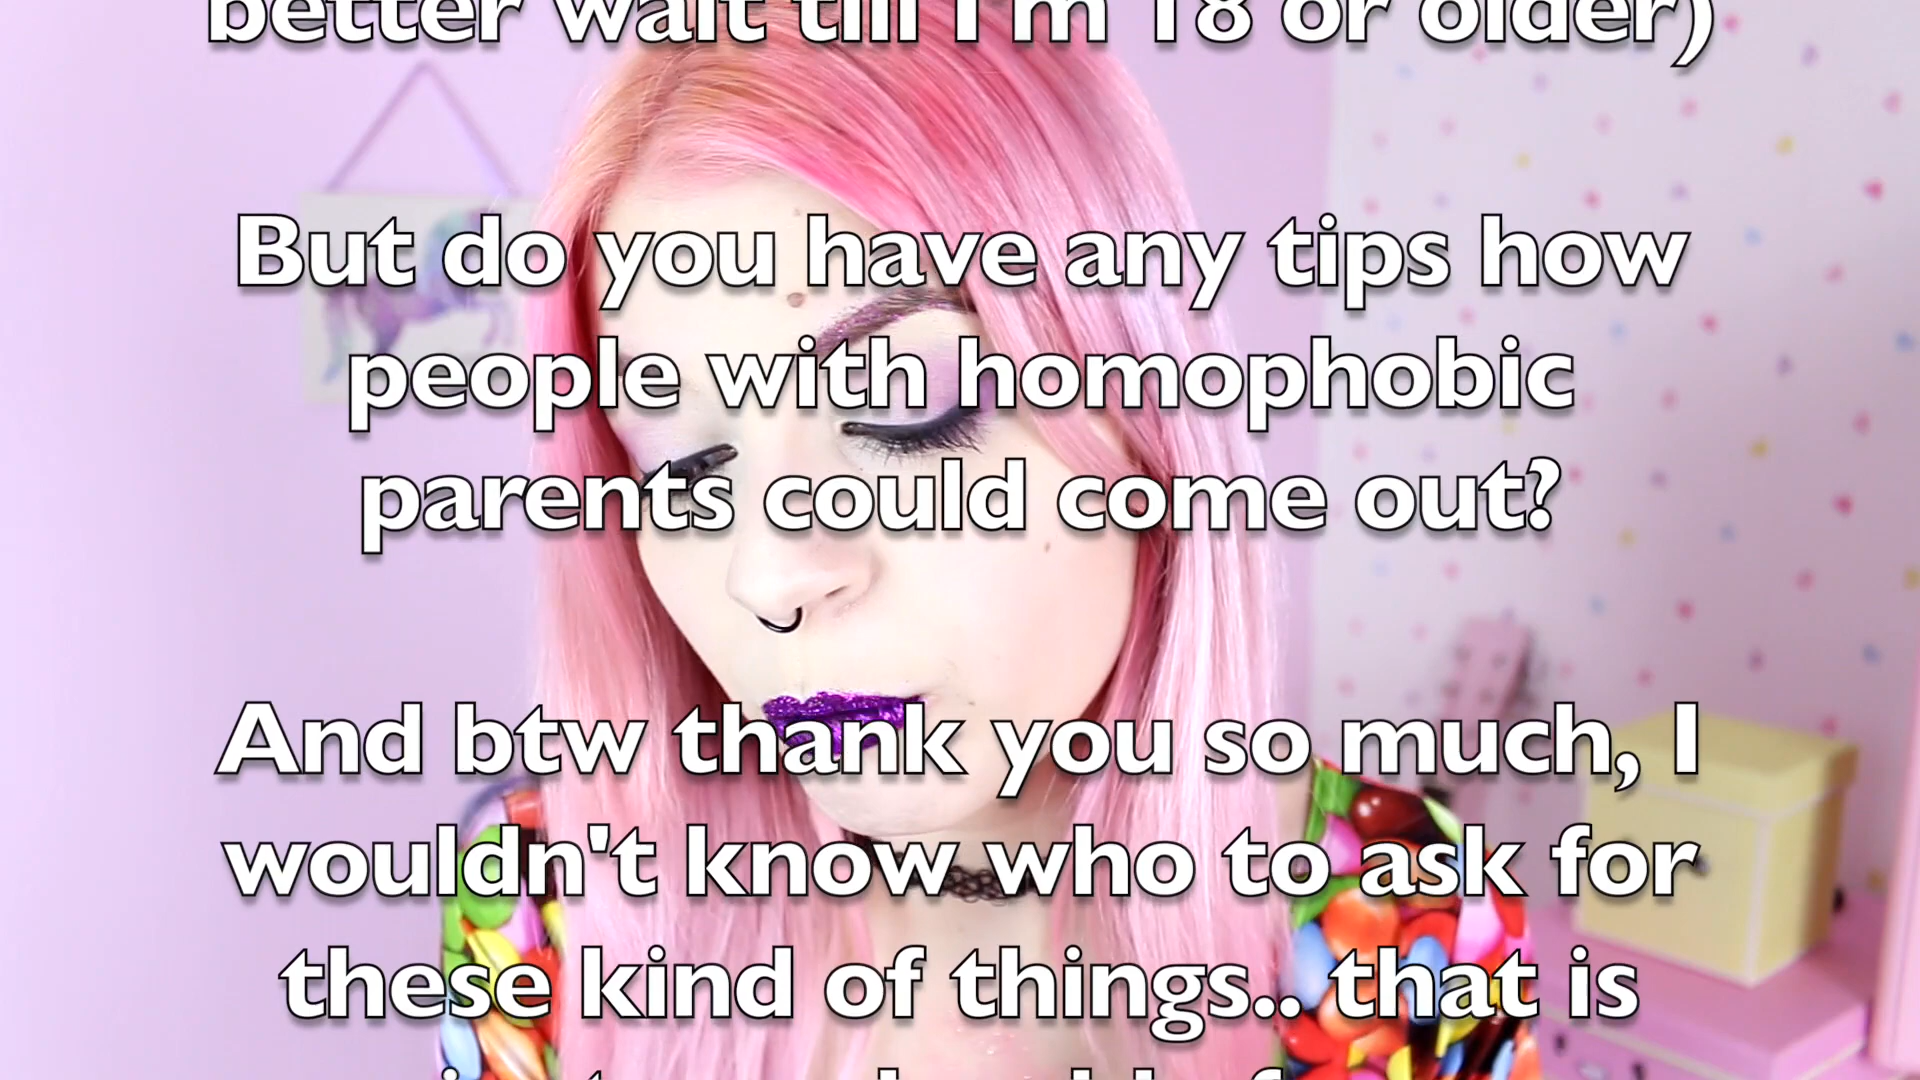 better wait till I'm 18 or older)
But do you have any tips how
people with homophobic
parents could come out?
And btw thank you so much, I
wouldn't know who to ask for
these kind of things.. that is